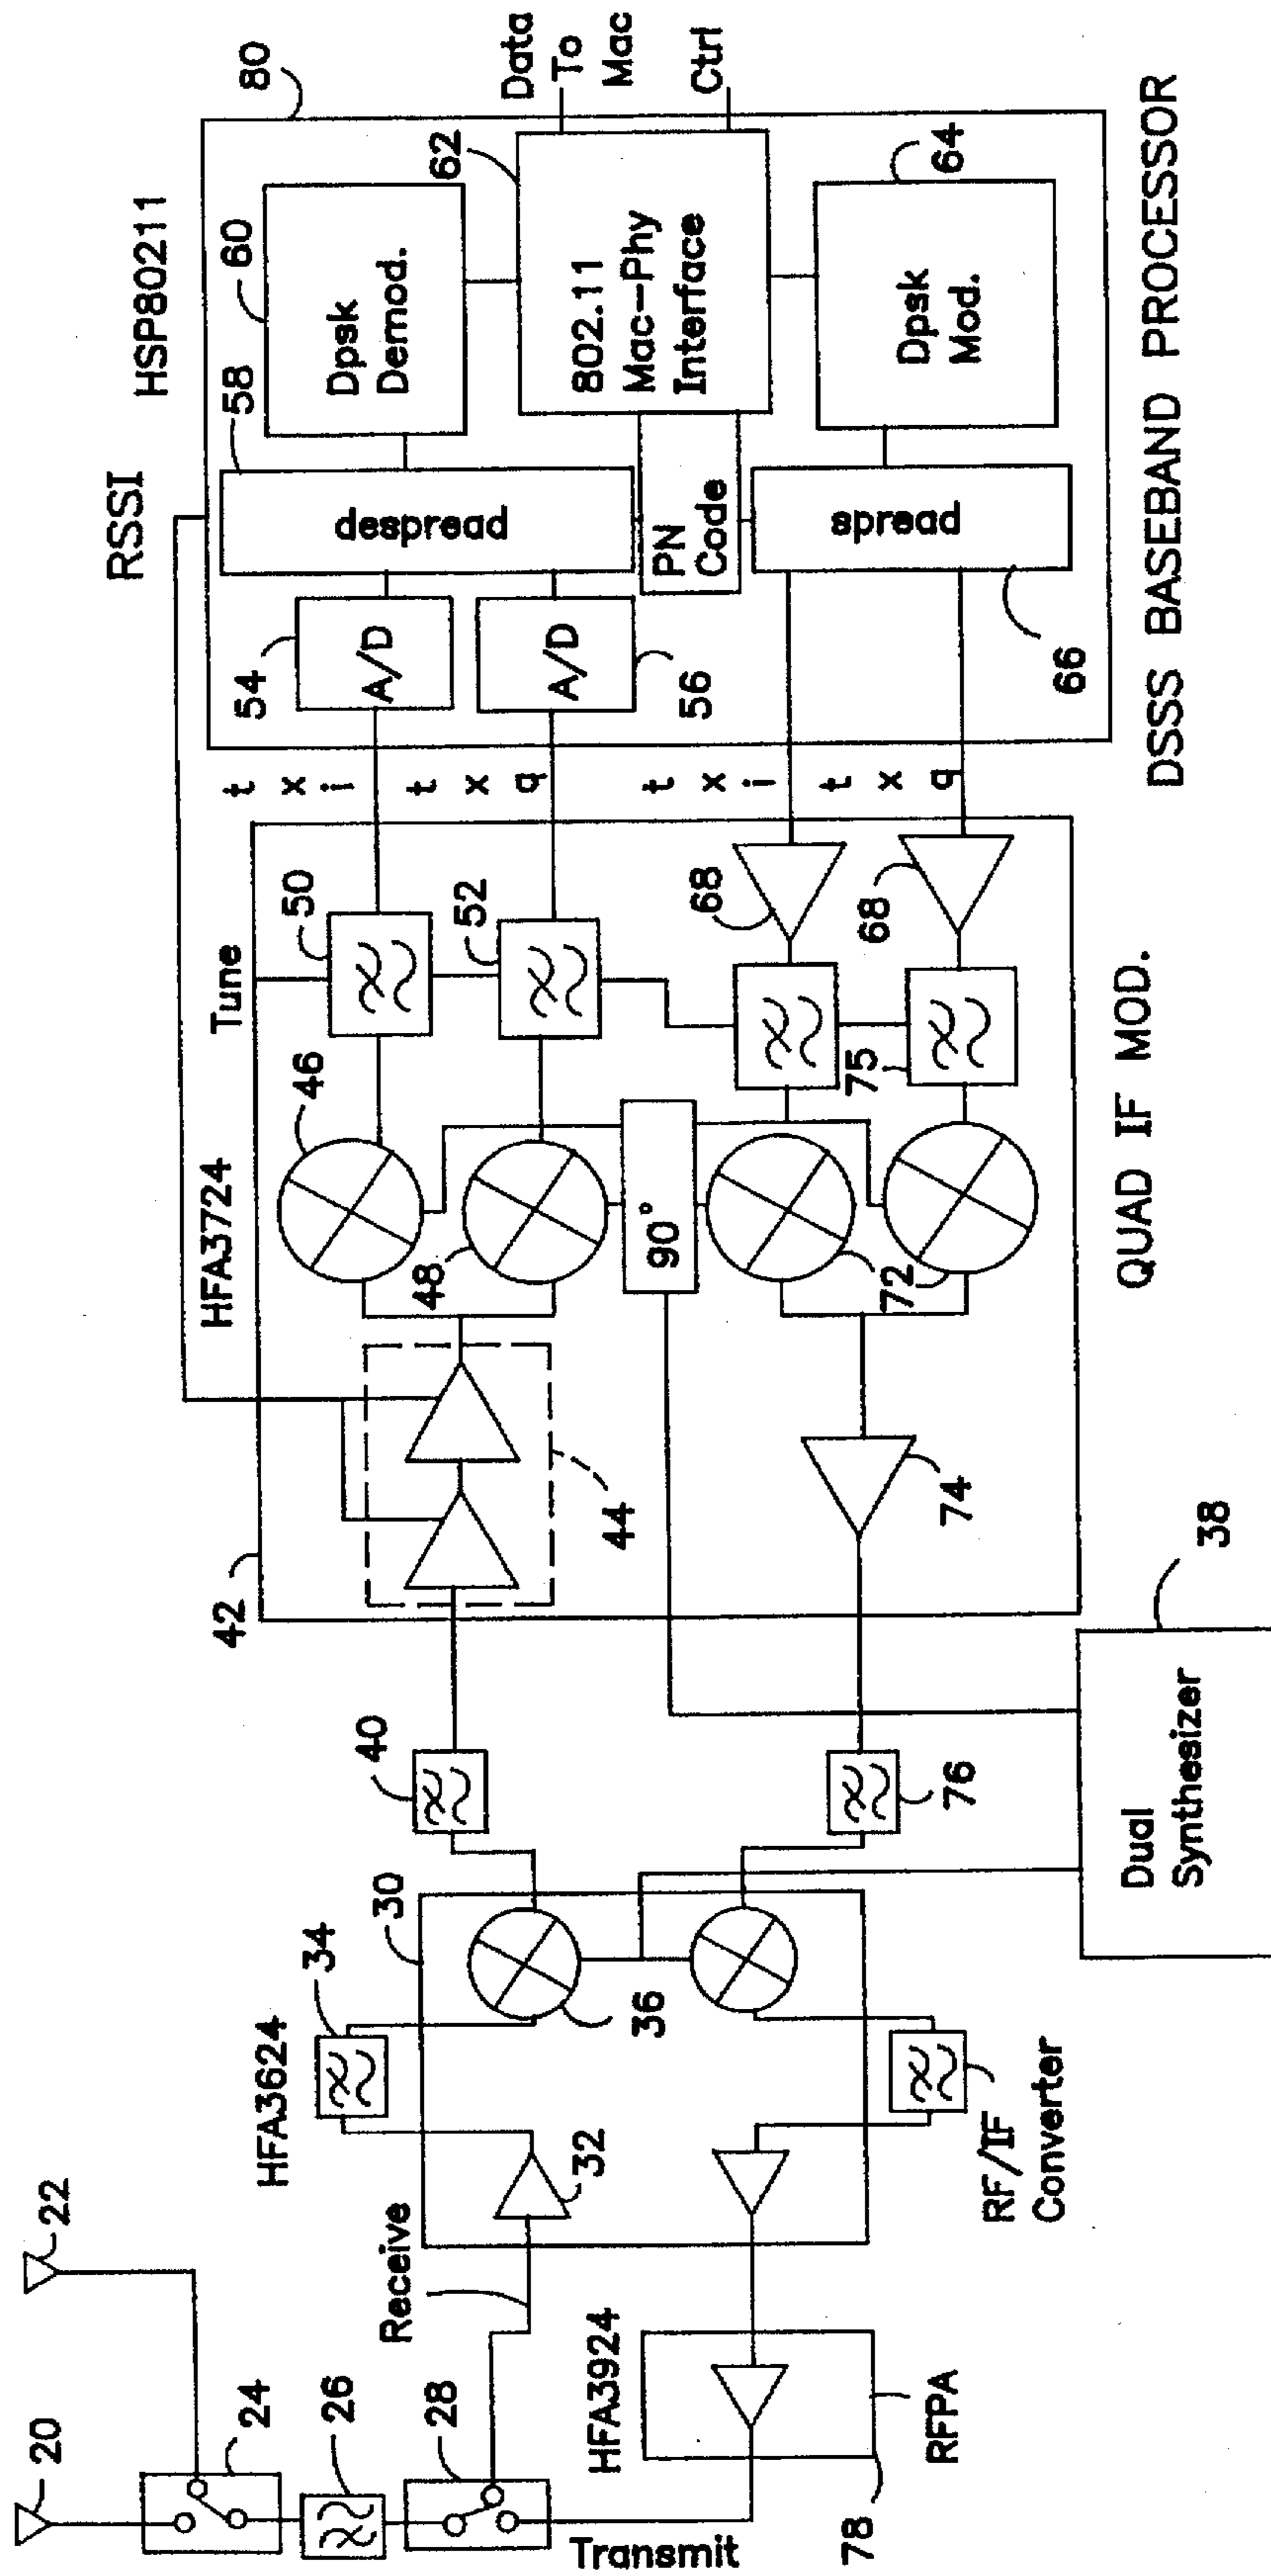 20
22
24
26
28
Transmit
Receive
HFA3624
34
30
32
36
RF/IF
Converter
HFA3924
78
RFPA
40
76
38
Dual
Synthesizer
42
HFA3724
Tune
44
46
48
50
52
90°
68
68
72
74
75
QUAD IF MOD.
t x i
t x q
t x i
t x q
RSSI
HSP80211
80
54
A/D
56
A/D
58
despread
60
Dpsk
Demod.
62
802.11
Mac-Phy
Interface
PN
Code
64
Dpsk
Mod.
66
spread
Data
To
Mac
Ctrl
DSSS BASEBAND PROCESSOR